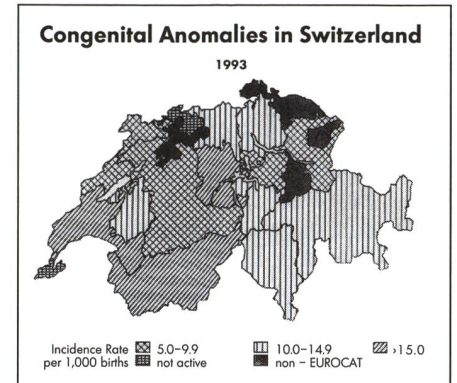 Congenital Anomalies in Switzerland
1993
Incidence Rate 5.0–9.9 10.0–14.9 ›15.0
per 1,000 births not active non – EUROCAT